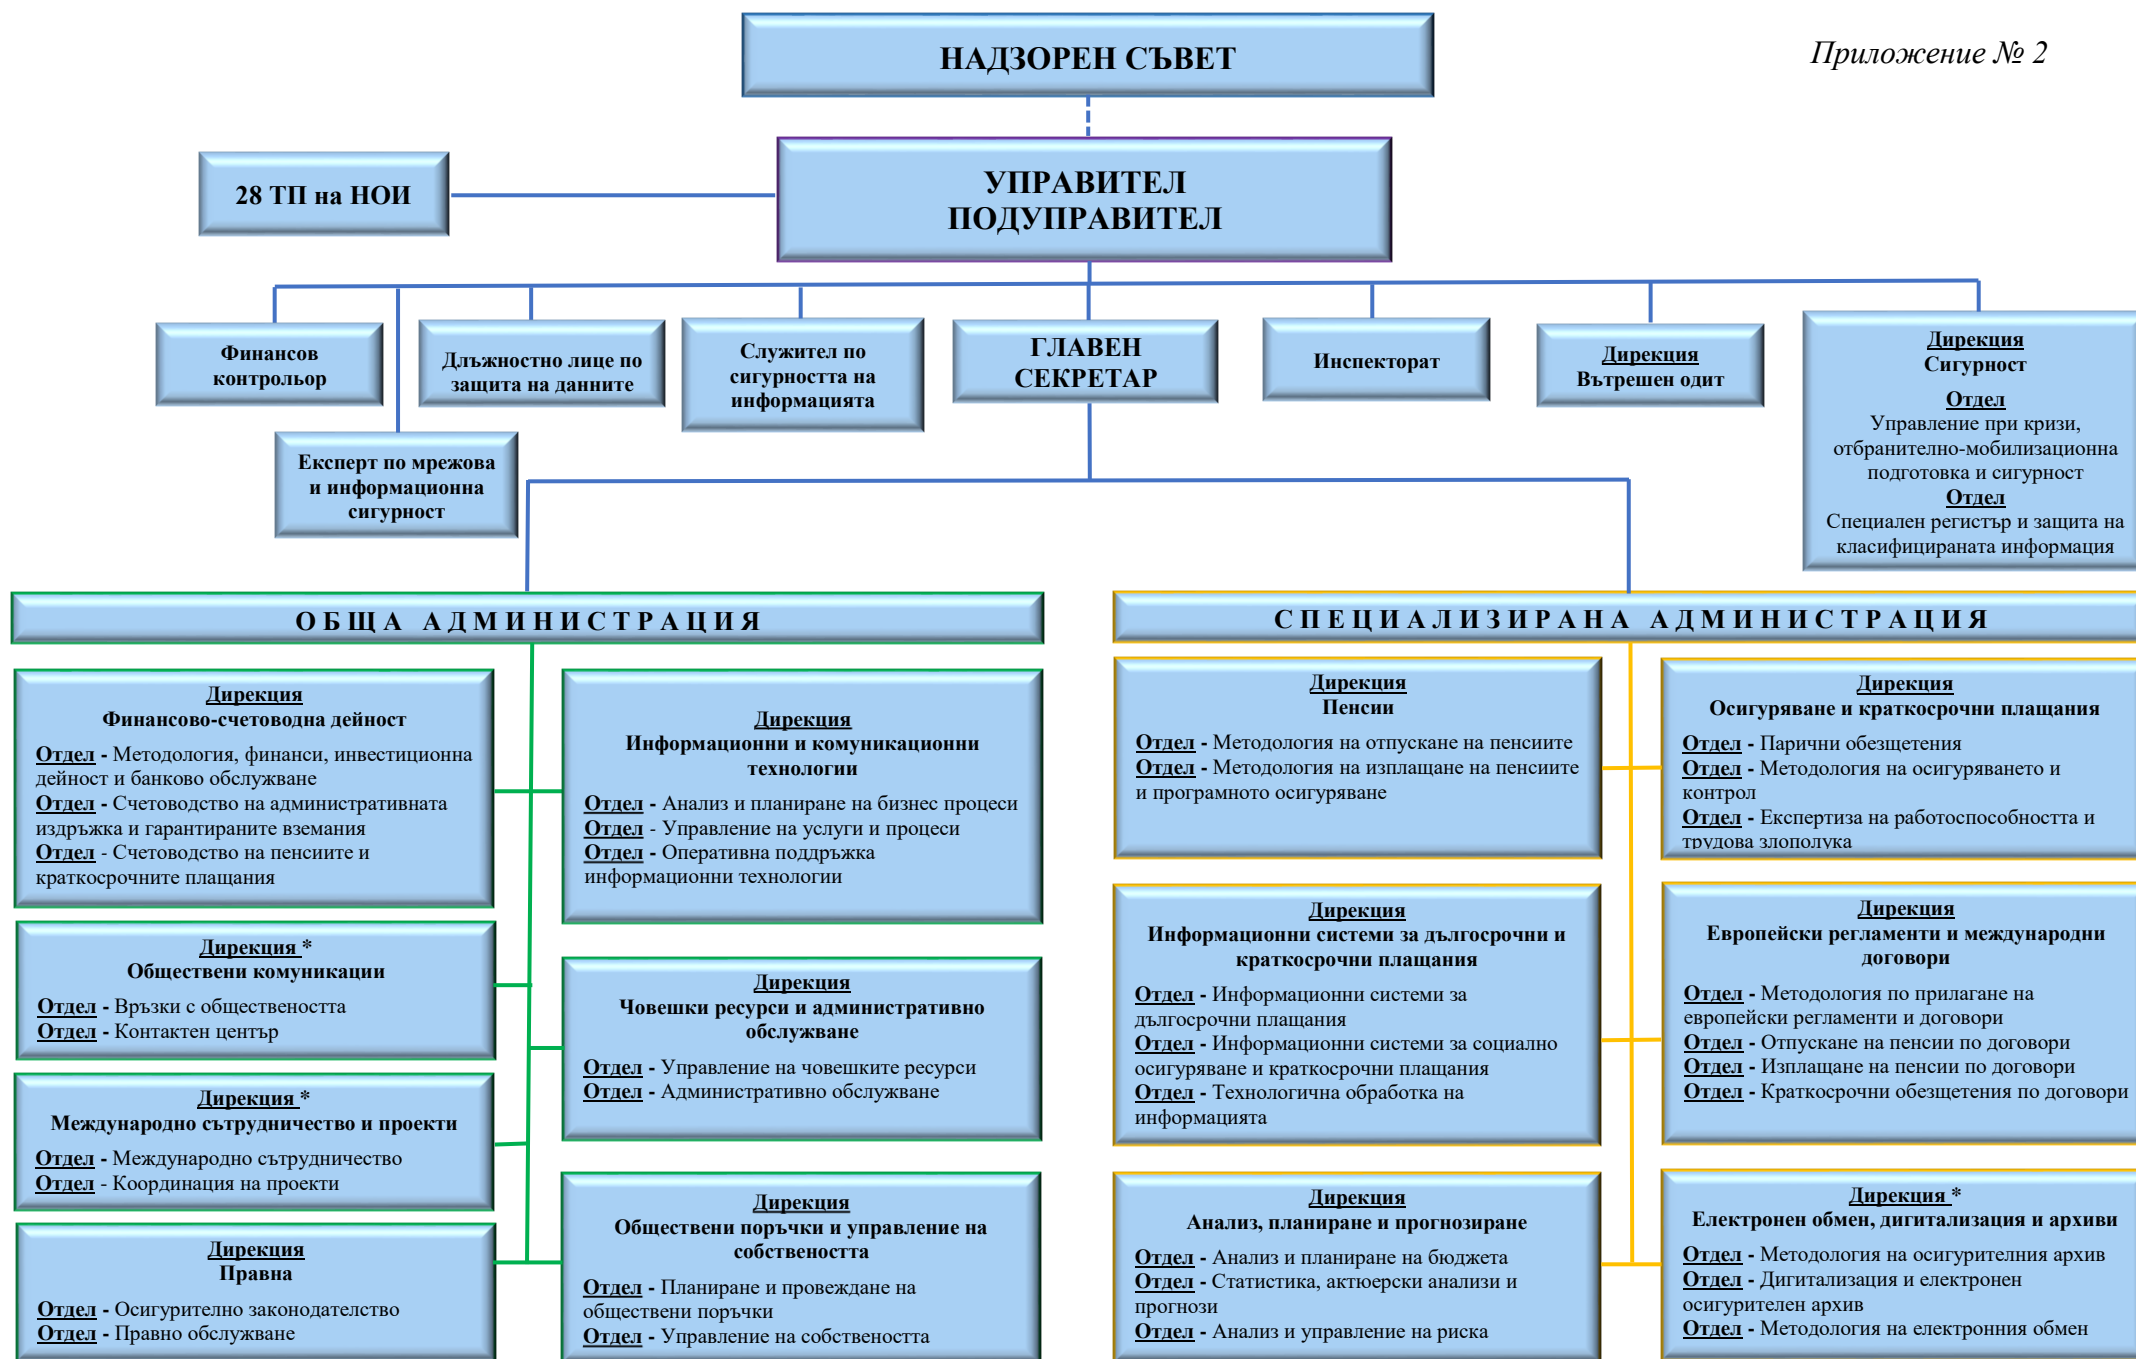 НАДЗОРЕН СЪВЕТ
Приложение № 2
28 ТП на НОИ
УПРАВИТЕЛ
ПОДУПРАВИТЕЛ
Финансов
контрольор
Експерт по мрежова
и информационна
сигурност
Длъжностно лице по
защита на данните
Служител по
сигурността на
информацията
ГЛАВЕН
СЕКРЕТАР
Инспекторат
Дирекция
Вътрешен одит
Дирекция
Сигурност
Отдел
Управление при кризи,
отбранително-мобилизационна
подготовка и сигурност
Отдел
Специален регистър и защита на
класифицираната информация
ОБЩА АДМИНИСТРАЦИЯ
Дирекция
Финансово-счетоводна дейност
Отдел - Методология, финанси, инвестиционна
дейност и банково обслужване
Отдел - Счетоводство на административната
издръжка и гарантираните вземания
Отдел - Счетоводство на пенсиите и
краткосрочните плащания
Дирекция *
Обществени комуникации
Отдел - Връзки с обществеността
Отдел - Контактен център
Дирекция *
Международно сътрудничество и проекти
Отдел - Международно сътрудничество
Отдел - Координация на проекти
Дирекция
Правна
Отдел - Осигурително законодателство
Отдел - Правно обслужване
Дирекция
Информационни и комуникационни
технологии
Отдел - Анализ и планиране на бизнес процеси
Отдел - Управление на услуги и процеси
Отдел - Оперативна поддръжка
информационни технологии
Дирекция
Човешки ресурси и административно
обслужване
Отдел - Управление на човешките ресурси
Отдел - Административно обслужване
Дирекция
Обществени поръчки и управление на
собствеността
Отдел - Планиране и провеждане на
обществени поръчки
Отдел - Управление на собствеността
СПЕЦИАЛИЗИРАНА АДМИНИСТРАЦИЯ
Дирекция
Пенсии
Отдел - Методология на отпускане на пенсиите
Отдел - Методология на изплащане на пенсиите
и програмното осигуряване
Дирекция
Информационни системи за дългосрочни и
краткосрочни плащания
Отдел - Информационни системи за
дългосрочни плащания
Отдел - Информационни системи за социално
осигуряване и краткосрочни плащания
Отдел - Технологична обработка на
информацията
Дирекция
Анализ, планиране и прогнозиране
Отдел - Анализ и планиране на бюджета
Отдел - Статистика, актюерски анализи и
прогнози
Отдел - Анализ и управление на риска
Дирекция
Осигуряване и краткосрочни плащания
Отдел - Парични обезщетения
Отдел - Методология на осигуряването и
контрол
Отдел - Експертиза на работоспособността и
трудова злополука
Дирекция
Европейски регламенти и международни
договори
Отдел - Методология по прилагане на
европейски регламенти и договори
Отдел - Отпускане на пенсии по договори
Отдел - Изплащане на пенсии по договори
Отдел - Краткосрочни обезщетения по договори
Дирекция *
Електронен обмен, дигитализация и архиви
Отдел - Методология на осигурителния архив
Отдел - Дигитализация и електронен
осигурителен архив
Отдел - Методология на електронния обмен